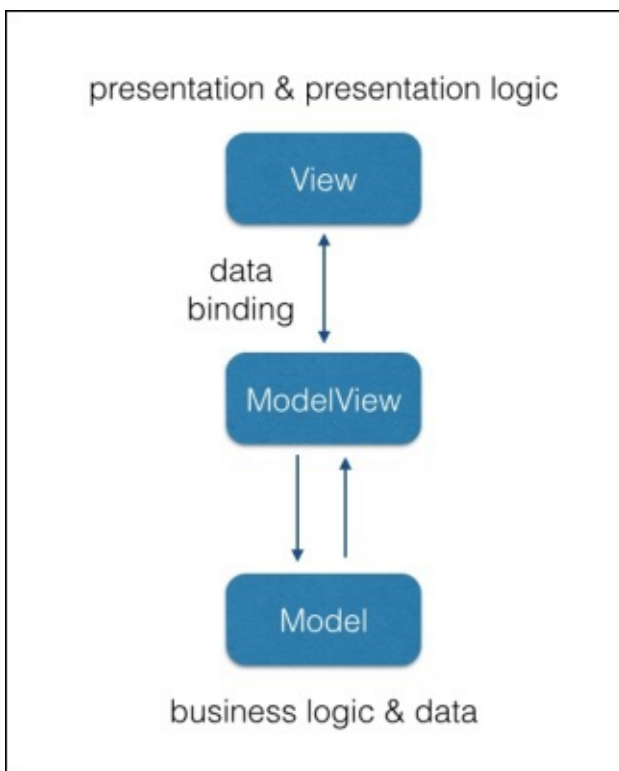 presentation & presentation logic
View
data
binding
ModelView
Model
business logic & data